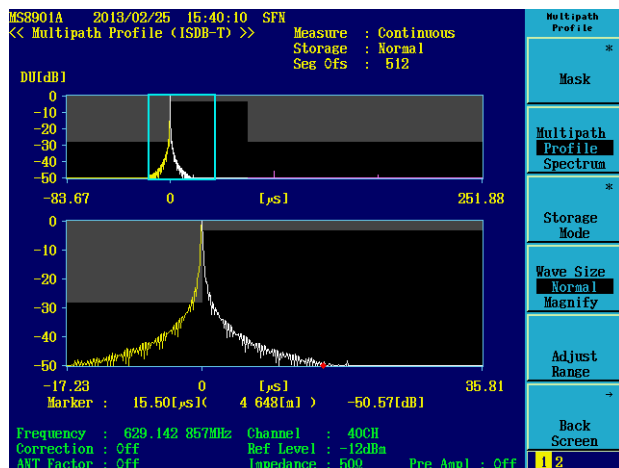 MS8901A 2013/02/25 15:40:10 SFN
<< Multipath Profile (ISDB-T) >> Measure : Continuous
Storage : Normal
Seg Ofs : 512
DU[dB]
0
-10
-20
-30
-40
-50
-83.67 0 [μs] 251.88
0
-10
-20
-30
-40
-50
-17.23 0 [μs] 35.81
Marker : 15.50[μs]( 4 648[m] ) -50.57[dB]
Frequency : 629.142 857MHz Channel : 40CH
Correction : Off Ref Level : -12dBm
ANT Factor : Off Impedance : 50Ω Pre Ampl : Off
Multipath
Profile
*
Mask
Multipath
Profile
Spectrum
*
Storage
Mode
Wave Size
Normal
Magnify
Adjust
Range
→
Back
Screen
1 2